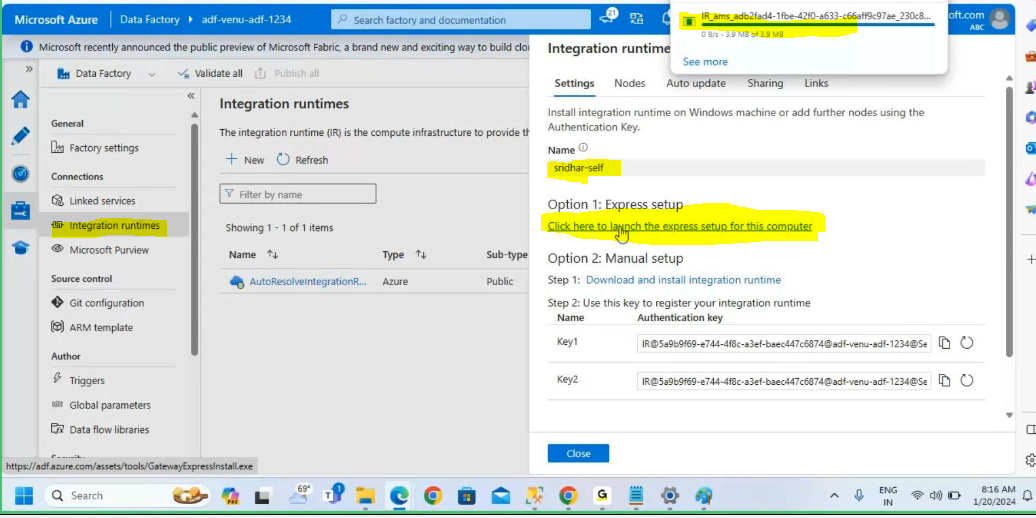 Microsoft Azure | Data Factory > adf-venu-adf-1234
Search factory and documentation
21
IR_ams_adb2fad4-1fbe-42f0-a633-c66aff9c97ae_230c8...
0 B/s - 3.9 MB of 3.9 MB
See more
soft.com
ABC
Microsoft recently announced the public preview of Microsoft Fabric, a brand new and exciting way to build clou
Data Factory
Validate all
Publish all
General
Factory settings
Connections
Linked services
Integration runtimes
Microsoft Purview
Source control
Git configuration
ARM template
Author
Triggers
Global parameters
Data flow libraries
Integration runtimes
The integration runtime (IR) is the compute infrastructure to provide th
New
Refresh
Filter by name
Showing 1 - 1 of 1 items
Name Type Sub-type
AutoResolveIntegrationR... Azure Public
Integration runtime
Settings Nodes Auto update Sharing Links
Install integration runtime on Windows machine or add further nodes using the
Authentication Key.
Name
sridhar-self
Option 1: Express setup
Click here to launch the express setup for this computer
Option 2: Manual setup
Step 1: Download and install integration runtime
Step 2: Use this key to register your integration runtime
Name Authentication key
Key1 IR@5a9b9f69-e744-4f8c-a3ef-baec447c6874@adf-venu-adf-1234@Se
Key2 IR@5a9b9f69-e744-4f8c-a3ef-baec447c6874@adf-venu-adf-1234@Se
Close
https://adf.azure.com/assets/tools/GatewayExpressInstall.exe
Search
PRE
69°
1
ENG
IN
8:16 AM
1/20/2024